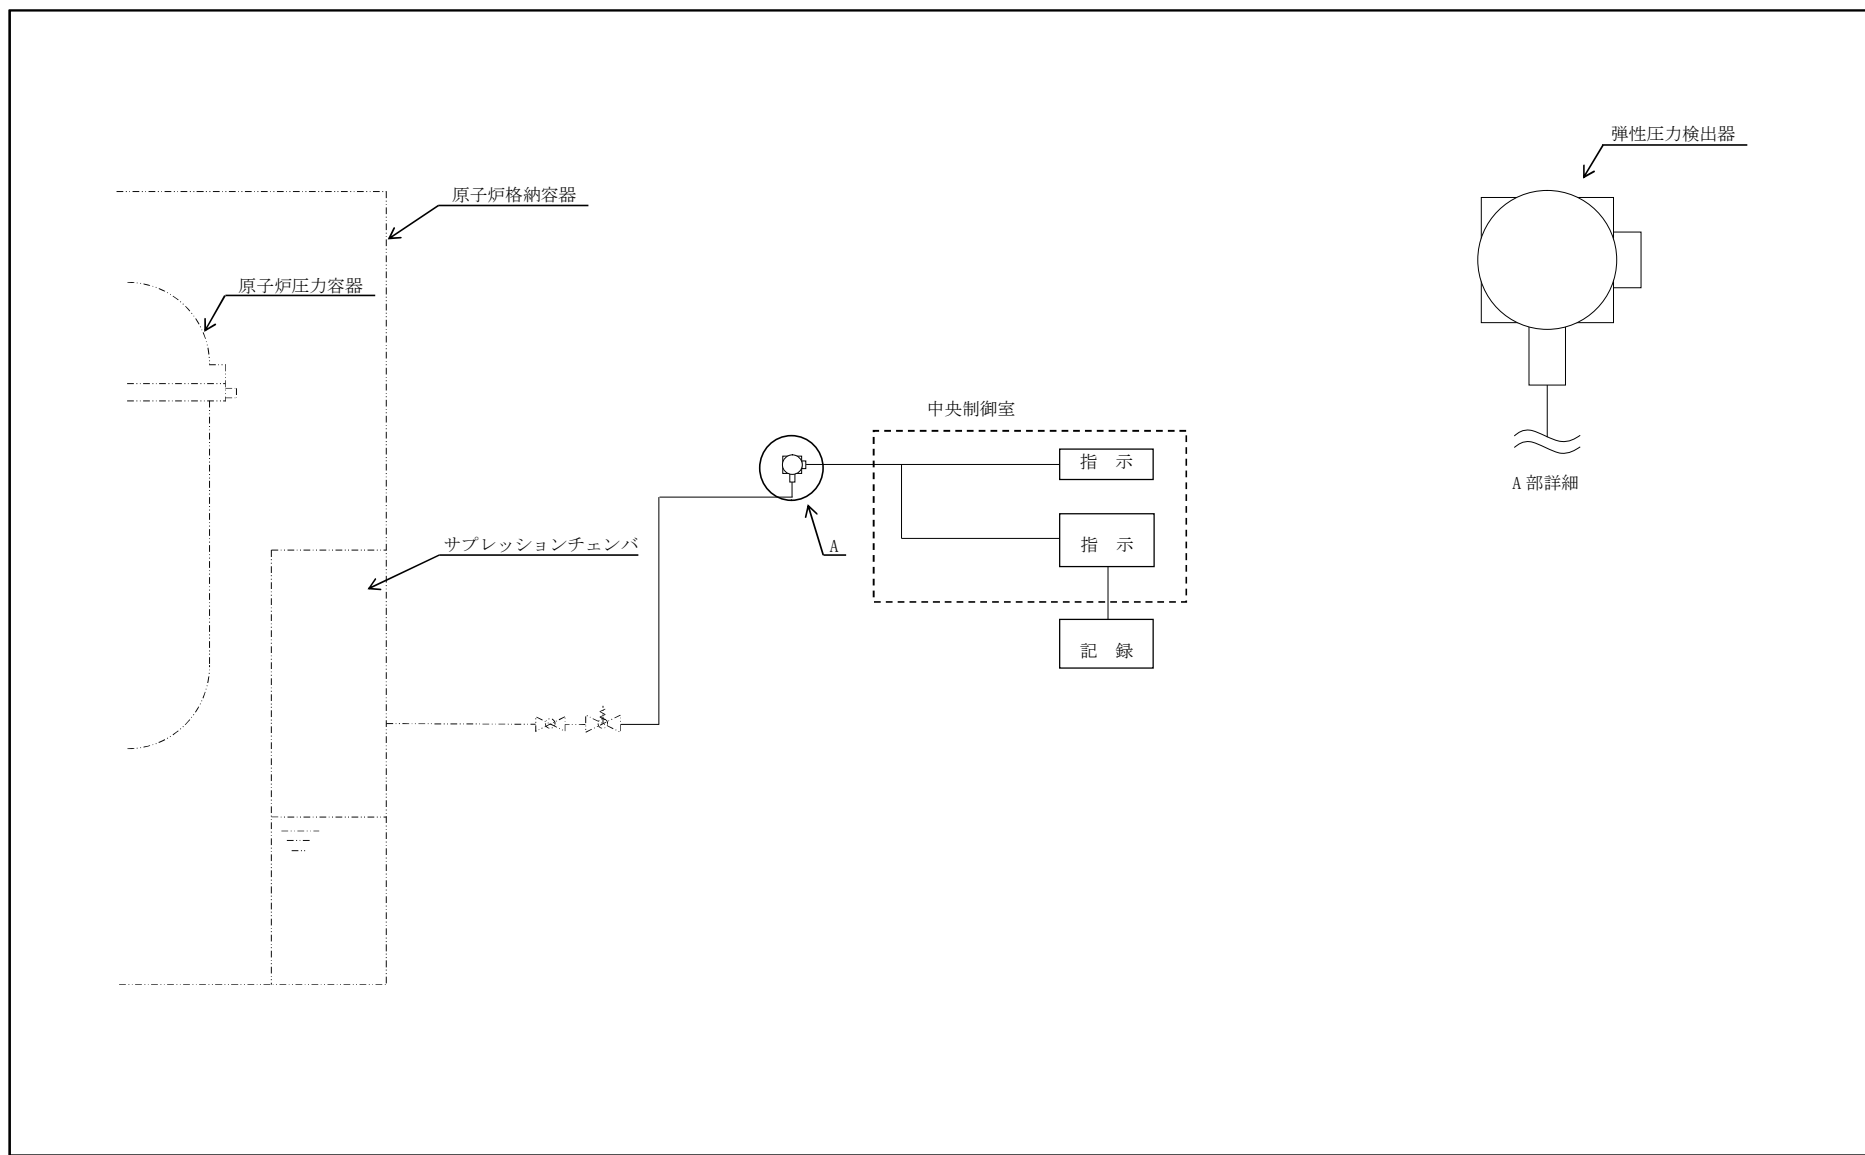 弾性圧力検出器
原子炉格納容器
原子炉圧力容器
中央制御室
指 示
A 部詳細
サプレッションチェンバ
A
指 示
記 録